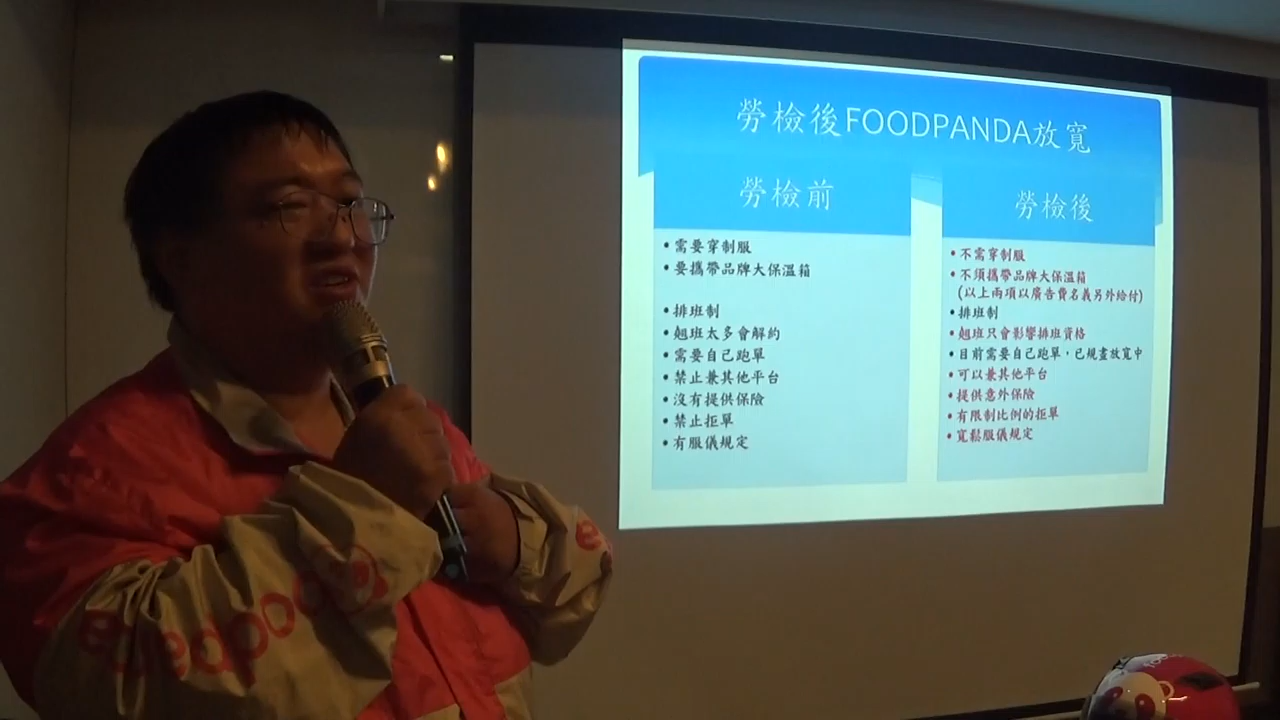 勞檢後FOODPANDA放寬
勞檢前
• 需要穿制服
• 要攜帶品牌大保溫箱
• 排班制
• 翹班太多會解約
• 需要自己跑單
• 禁止兼其他平台
• 沒有提供保險
• 禁止拒單
• 有服儀規定
勞檢後
• 不需穿制服
• 不須攜帶品牌大保溫箱
(以上兩項以廣告費名義另外給付)
• 排班制
• 翹班只會影響排班資格
• 目前需要自己跑單，已規畫放寬中
• 可以兼其他平台
• 提供意外保險
• 有限制比例的拒單
• 寬鬆服儀規定